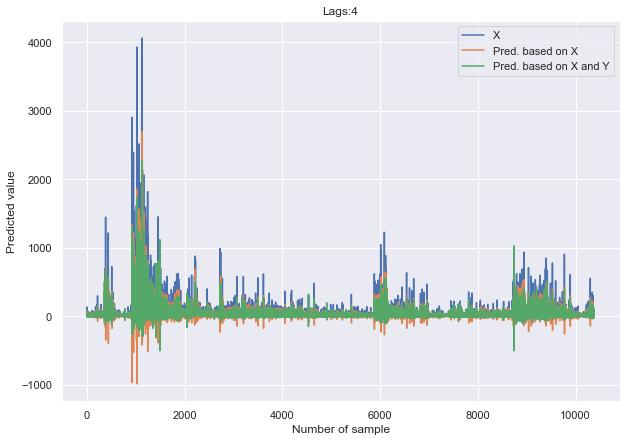 Lags:4
X
Pred. based on X
Pred. based on X and Y
Predicted value
4000
3000
2000
1000
0
−1000
0
2000
4000
6000
8000
10000
Number of sample